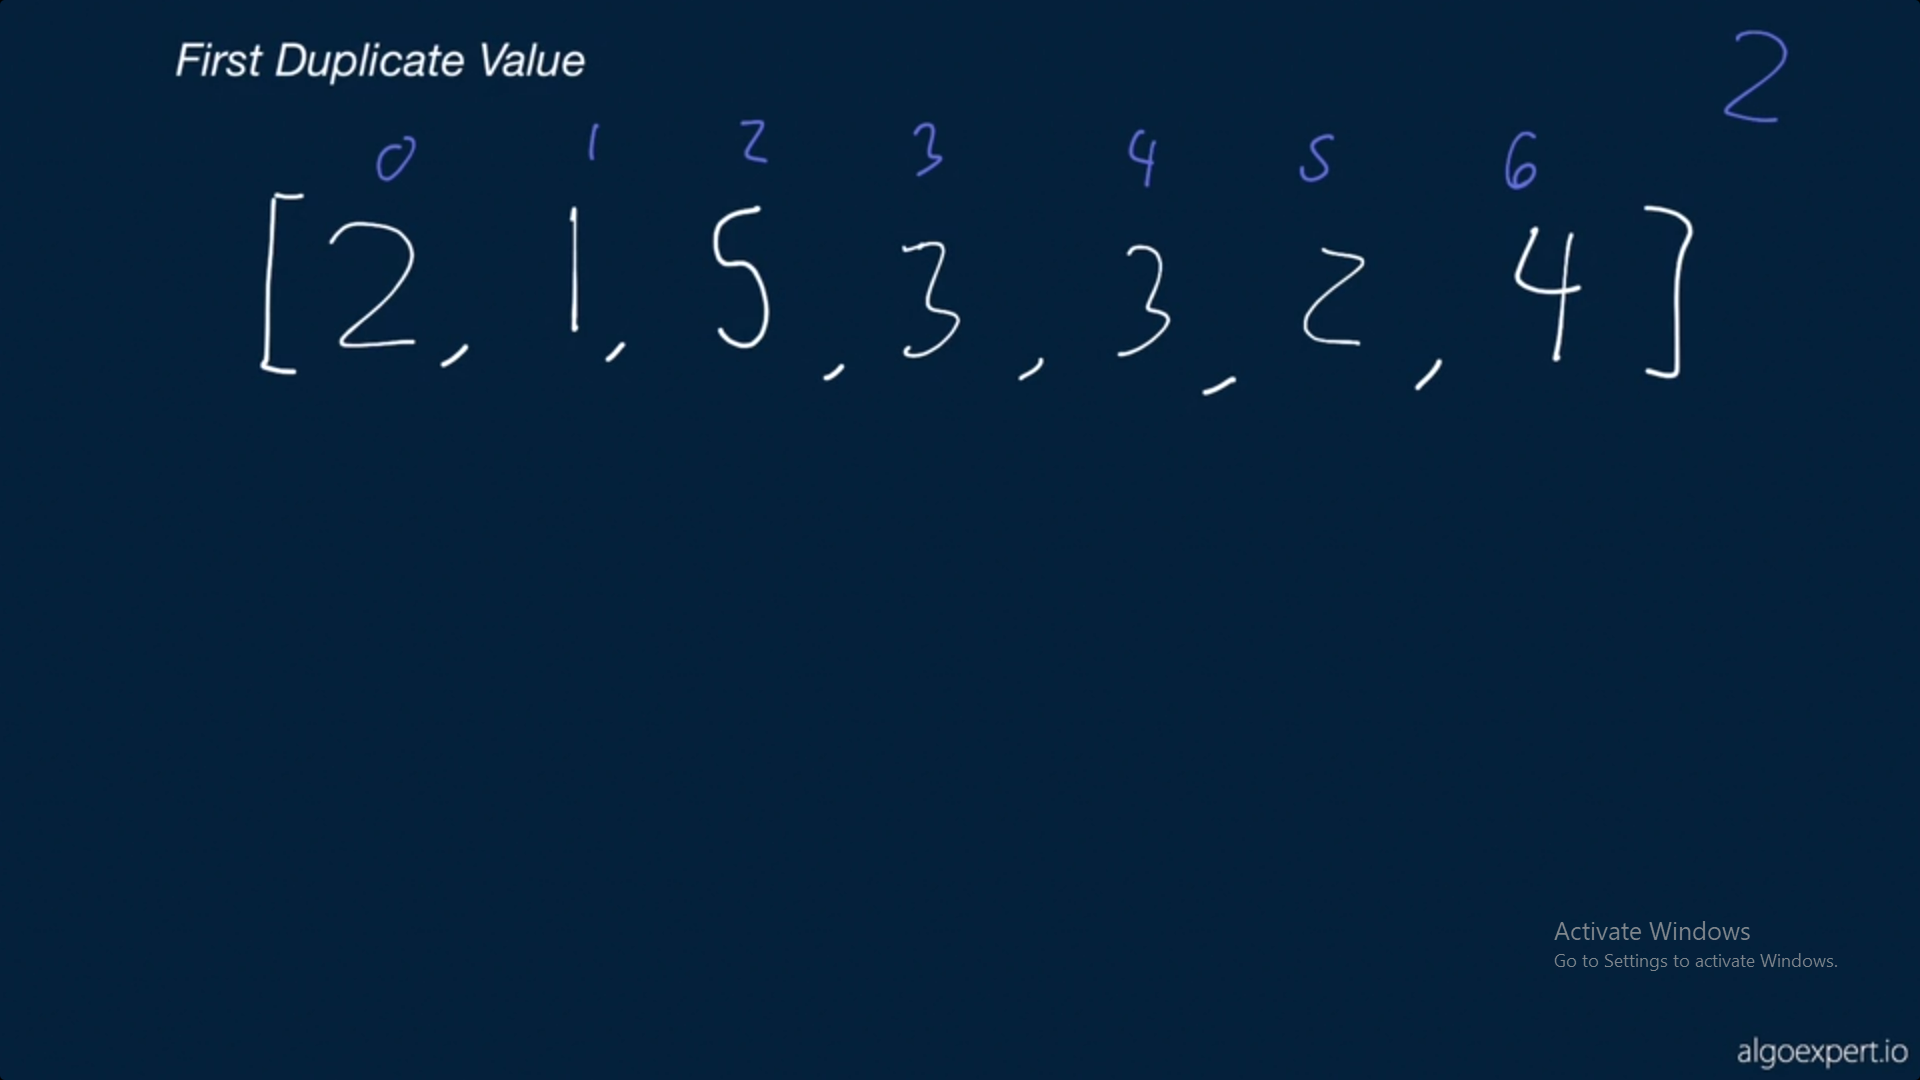 First Duplicate Value
2
0 1 2 3 4 5 6
[2, 1, 5, 3, 3, 2, 4]
Activate Windows
Go to Settings to activate Windows.
algoexpert.io